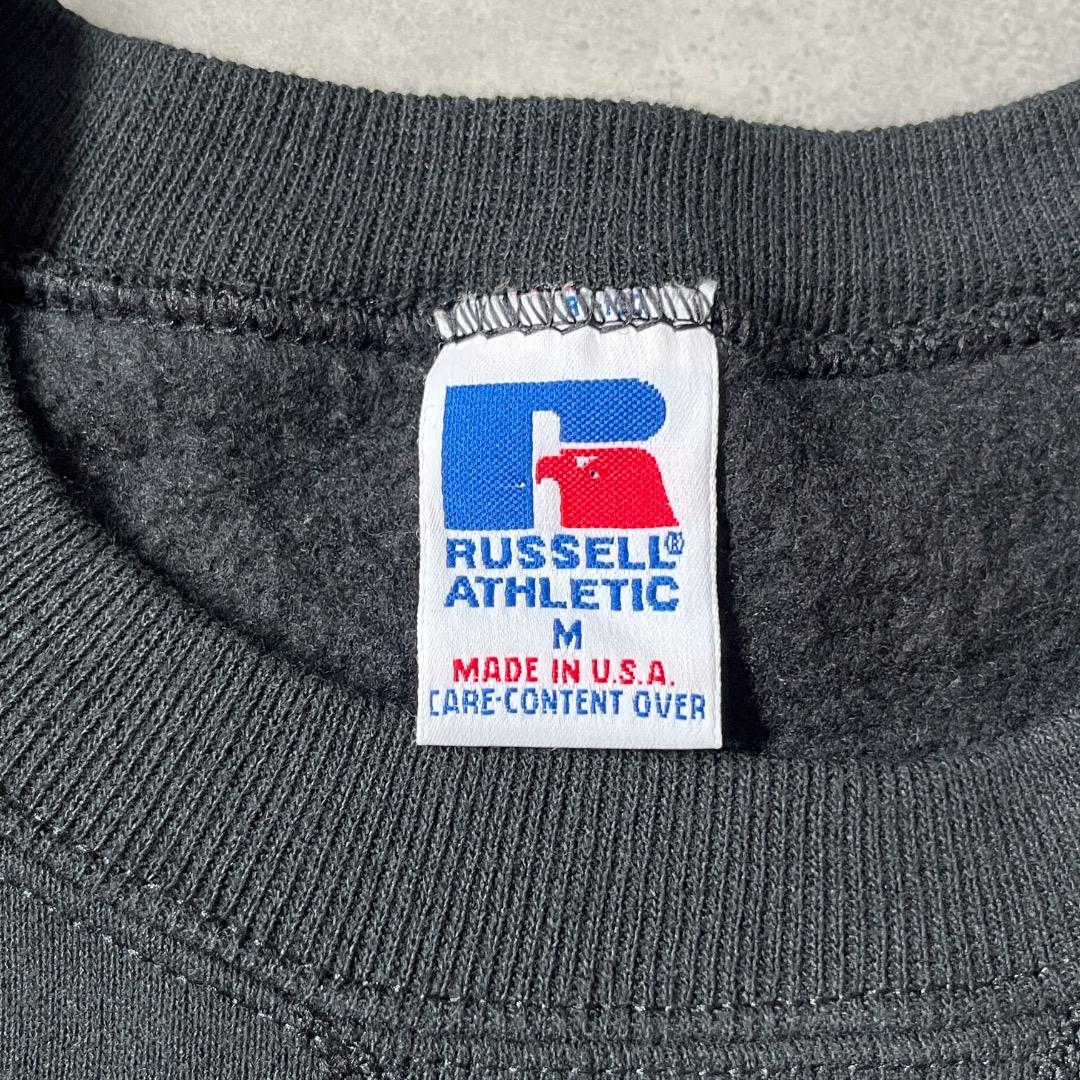 RUSSELL®
ATHLETIC
M
MADE IN U.S.A.
CARE-CONTENT OVER